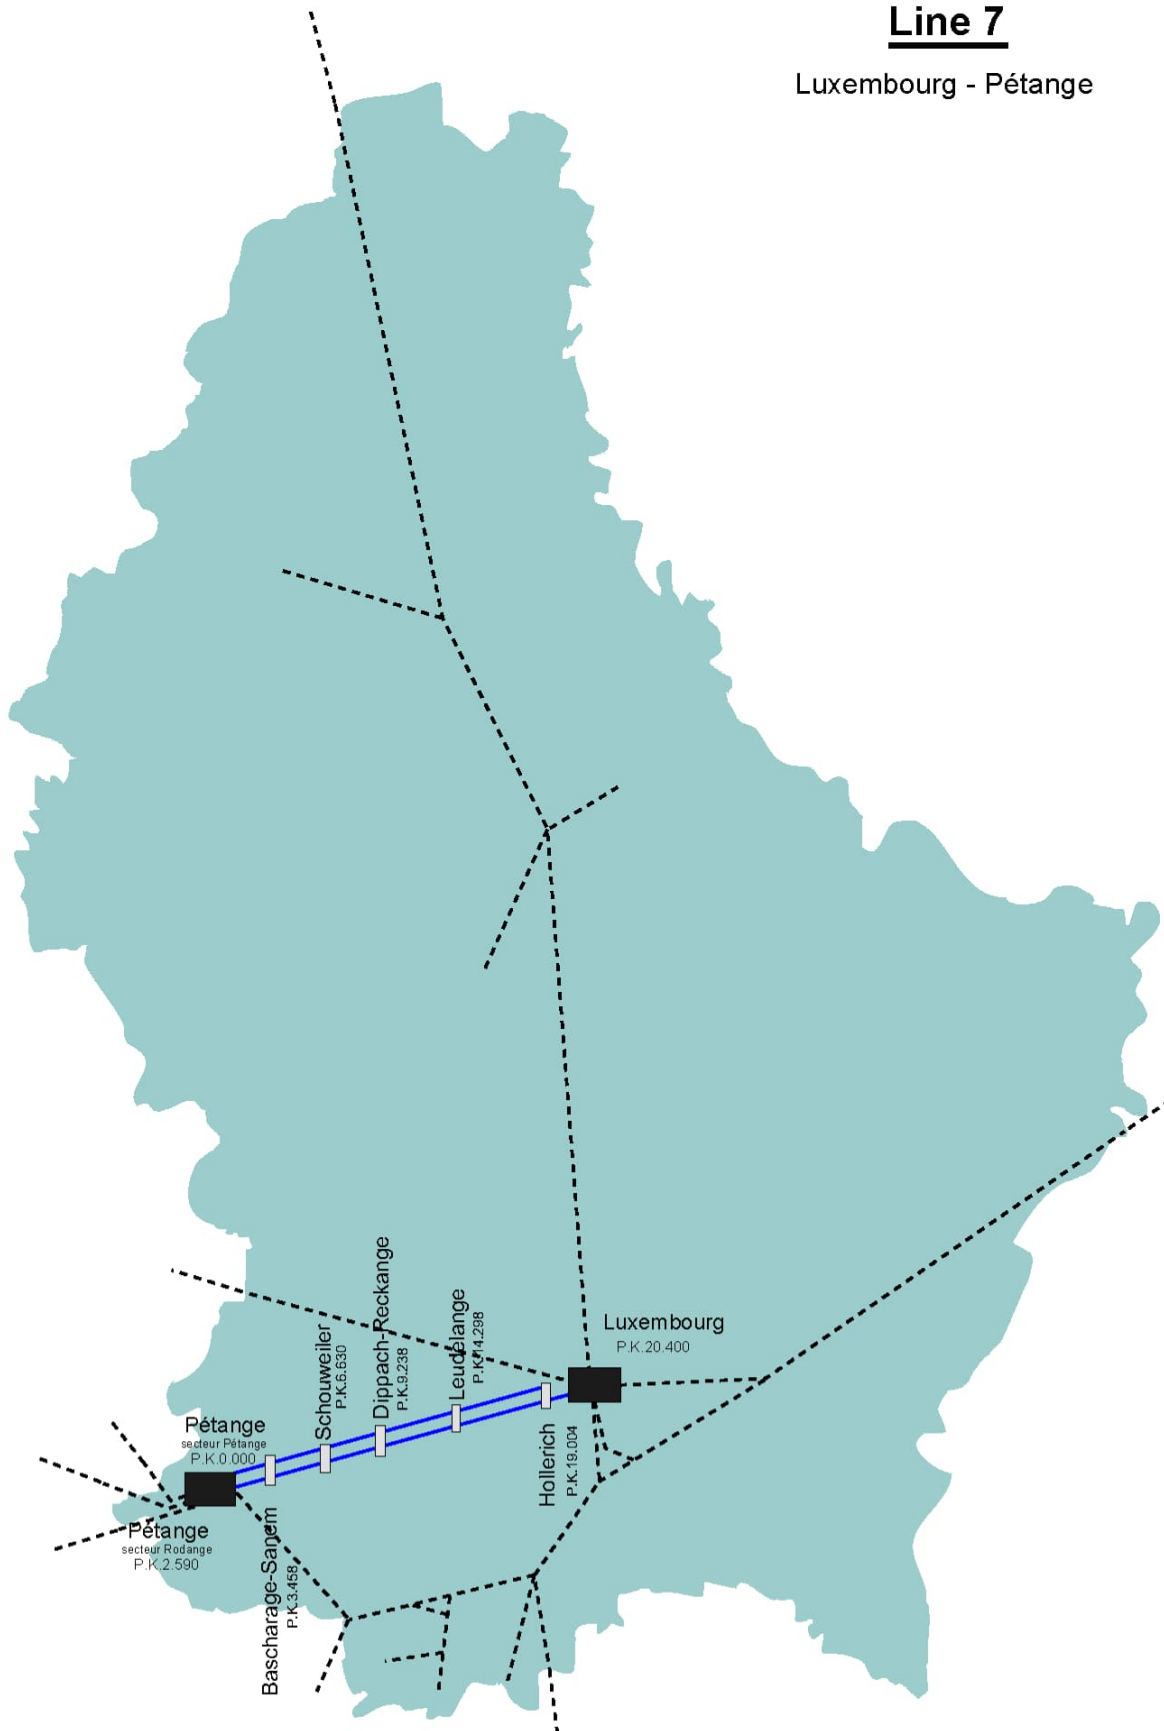 Line 7
Luxembourg - Pétange
Luxembourg
P.K.20.400
Leudelange
P.K.14.298
Dippach-Reckange
P.K.9.238
Schouweiler
P.K.6.630
Hollerich
P.K.19.004
Pétange
secteur Pétange
P.K.0.000
Pétange
secteur Rodange
P.K.2.590
Bascharage-Sanem
P.K.3.458